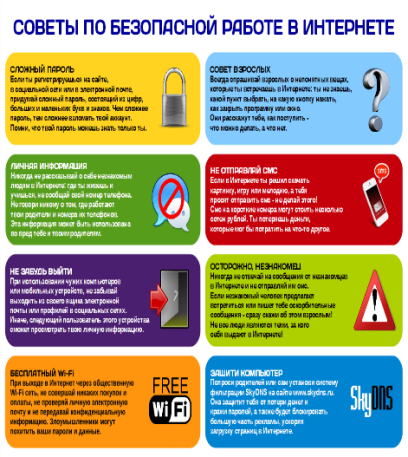 СОВЕТЫ ПО БЕЗОПАСНОЙ РАБОТЕ В ИНТЕРНЕТЕ
СЛОЖНЫЙ ПАРОЛЬ
Если ты регистрируешься на сайте,
в социальной сети или в электронной почте,
придумай сложный пароль, состоящий из цифр,
больших и маленьких букв и знаков. Чем сложнее
пароль, тем сложнее взломать твой аккаунт.
Помни, что твой пароль можешь знать только ты.
СОВЕТ ВЗРОСЛЫХ
Всегда спрашивай взрослых о непонятных вещах,
которые ты встречаешь в Интернете: ты не знаешь,
какой пункт выбрать, на какую кнопку нажать,
как закрыть программу или окно.
Они расскажут тебе, как поступить -
что можно делать, а что нет.
ЛИЧНАЯ ИНФОРМАЦИЯ
Никогда не рассказывай о себе незнакомым
людям в Интернете: где ты живешь и
учишься, не сообщай свой номер телефона.
Не говори никому о том, где работают
твои родители и номера их телефонов.
Эта информация может быть использована
во вред тебе и твоим родителям.
НЕ ОТПРАВЛЯЙ СМС
Если в Интернете ты решил скачать
картинку, игру или мелодию, а тебя
просят отправить смс - не делай этого!
СМС на короткие номера могут стоить несколько
сотен рублей. Ты потеряешь деньги,
которые мог бы потратить на что-то другое.
SMS
НЕ ЗАБУДЬ ВЫЙТИ
При использовании чужих компьютеров
или мобильных устройств, не забывай
выходить из своего ящика электронной
почты или профилей в социальных сетях.
Иначе, следующий пользователь этого устройства
сможет просмотреть твою личную информацию.
ОСТОРОЖНО, НЕЗНАКОМЕЦ
Никогда не отвечай на сообщения от незнакомцев
в Интернете и не отправляй им смс.
Если незнакомый человек предлагает
встретиться или пишет тебе оскорбительные
сообщения - сразу скажи об этом взрослым!
Не все люди являются теми, за кого
себя выдают в Интернете!
БЕСПЛАТНЫЙ Wi-Fi
При выходе в Интернет через общественную
Wi-Fi сеть, не совершай никаких покупок и
оплаты, не проверяй личную электронную
почту и не передавай конфиденциальную
информацию. Злоумышленники могут
похитить ваши пароли и данные.
FREE
WiFi
ЗАЩИТИ КОМПЬЮТЕР
Попроси родителей или сам установи систему
фильтрации SkyDNS на сайте www.skydns.ru.
Она защитит тебя от потери денег и
кражи паролей, а также будет блокировать
большую часть рекламы, ускоряя
загрузку страниц в Интернете.
SkyDNS